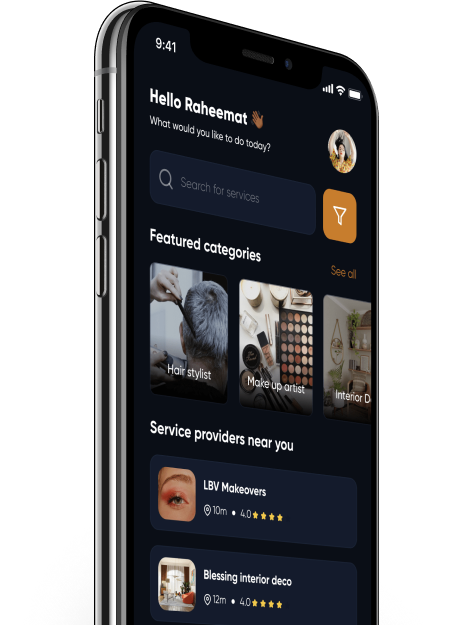 9:41
Hello Raheemat 👋🏾
What would you like to do today?
Search for services
Featured categories
See all
Hair stylist
Make up artist
Interior D
Service providers near you
LBV Makeovers
10m • 4.0
Blessing interior deco
12m • 4.0